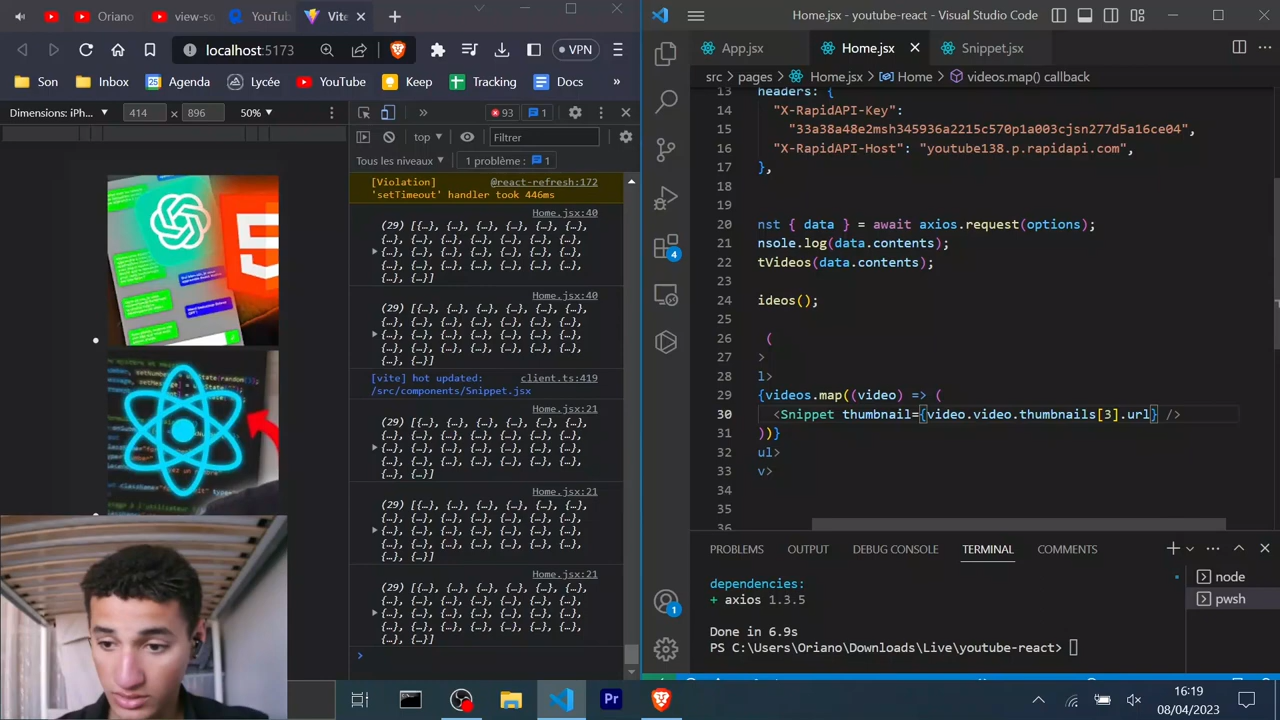 Oriano
view-so
YouTu
Vite
Home.jsx - youtube-react - Visual Studio Code
localhost:5173
VPN
App.jsx
Home.jsx
Snippet.jsx
Son
Inbox
Agenda
Lycée
YouTube
Keep
Tracking
Docs
»
src > pages > Home.jsx > Home > videos.map() callback
Dimensions: iPh...
414 × 896
50%
»
93
1
top
Filtrer
Tous les niveaux
1 problème :
1
[Violation] @react-refresh:172
'setTimeout' handler took 446ms
Home.jsx:40
(29) [{…}, {…}, {…}, {…}, {…},
{…}, {…}, {…}, {…}, {…}, {…},
{…}, {…}, {…}, {…}, {…}, {…},
{…}, {…}, {…}, {…}, {…}, {…},
{…}, {…}]
Home.jsx:40
(29) [{…}, {…}, {…}, {…}, {…},
{…}, {…}, {…}, {…}, {…}, {…},
{…}, {…}, {…}, {…}, {…}, {…},
{…}, {…}, {…}, {…}, {…}, {…},
{…}, {…}]
[vite] hot updated: client.ts:419
/src/components/Snippet.jsx
Home.jsx:21
(29) [{…}, {…}, {…}, {…}, {…},
{…}, {…}, {…}, {…}, {…}, {…},
{…}, {…}, {…}, {…}, {…}, {…},
{…}, {…}, {…}, {…}, {…}, {…},
{…}, {…}]
Home.jsx:21
(29) [{…}, {…}, {…}, {…}, {…},
{…}, {…}, {…}, {…}, {…}, {…},
{…}, {…}, {…}, {…}, {…}, {…},
{…}, {…}, {…}, {…}, {…}, {…},
{…}, {…}]
Home.jsx:21
(29) [{…}, {…}, {…}, {…}, {…},
{…}, {…}, {…}, {…}, {…}, {…},
{…}, {…}, {…}, {…}, {…}, {…},
{…}, {…}, {…}, {…}, {…}, {…},
{…}, {…}]
13 headers: {
14 "X-RapidAPI-Key":
15 "33a38a48e2msh345936a2215c570p1a003cjsn277d5a16ce04",
16 "X-RapidAPI-Host": "youtube138.p.rapidapi.com",
17 },
18
19
20 nst { data } = await axios.request(options);
21 nsole.log(data.contents);
22 tVideos(data.contents);
23
24 ideos();
25
26 (
27 >
28 l>
29 {videos.map((video) => (
30 <Snippet thumbnail={video.video.thumbnails[3].url} />
31 ))}
32 ul>
33 v>
34
35
36
PROBLEMS
OUTPUT
DEBUG CONSOLE
TERMINAL
COMMENTS
dependencies:
+ axios 1.3.5
Done in 6.9s
PS C:\Users\Oriano\Downloads\Live\youtube-react>
node
pwsh
4
1
Pr
16:19
08/04/2023